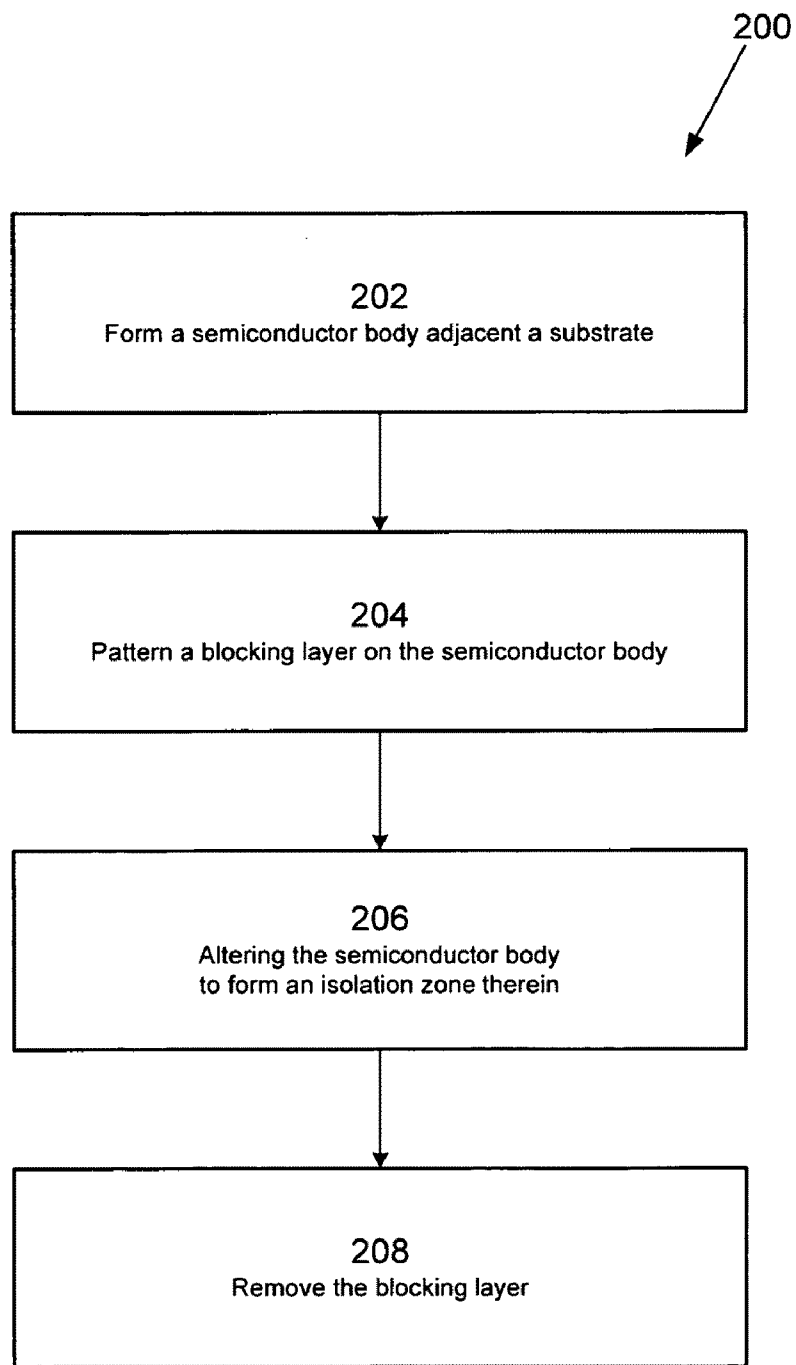 200
202
Form a semiconductor body adjacent a substrate
204
Pattern a blocking layer on the semiconductor body
206
Altering the semiconductor body
to form an isolation zone therein
208
Remove the blocking layer